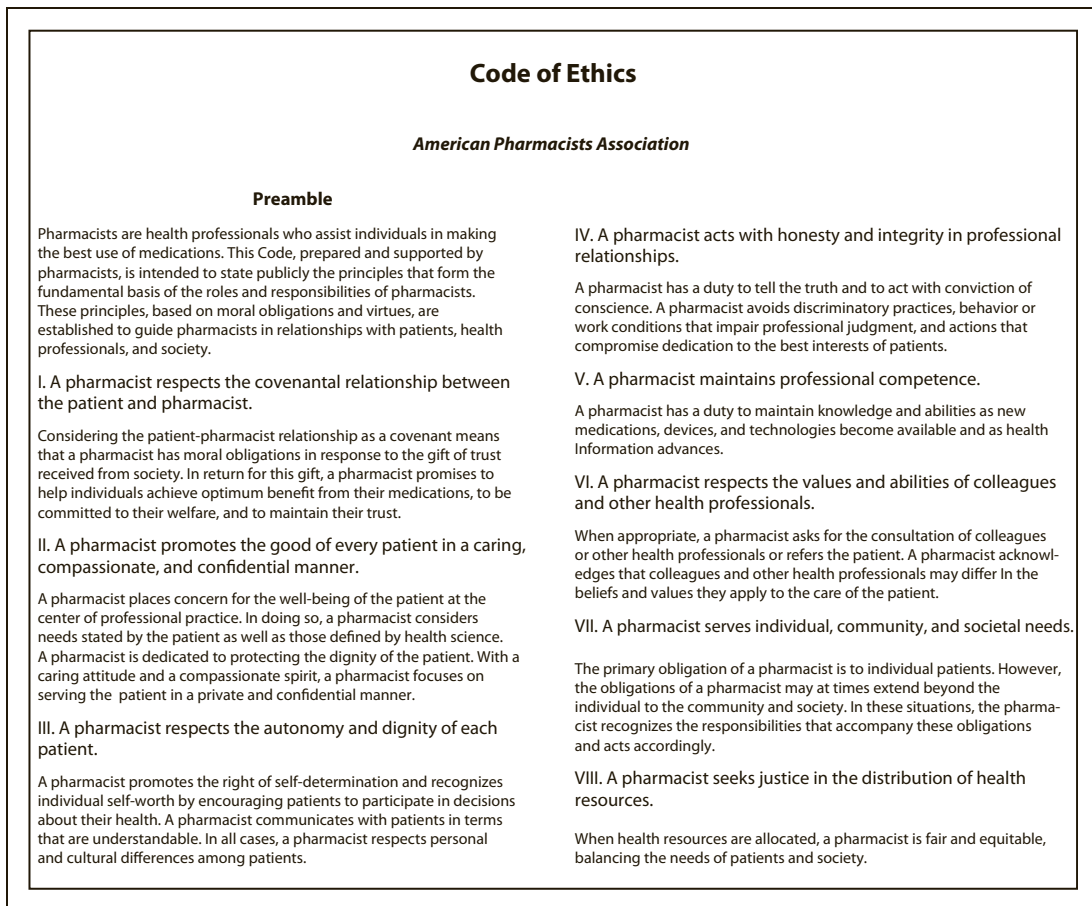 Code of Ethics
American Pharmacists Association
Preamble
Pharmacists are health professionals who assist individuals in making
the best use of medications. This Code, prepared and supported by
pharmacists, is intended to state publicly the principles that form the
fundamental basis of the roles and responsibilities of pharmacists.
These principles, based on moral obligations and virtues, are
established to guide pharmacists in relationships with patients, health
professionals, and society.
I. A pharmacist respects the covenantal relationship between
the patient and pharmacist.
Considering the patient-pharmacist relationship as a covenant means
that a pharmacist has moral obligations in response to the gift of trust
received from society. In return for this gift, a pharmacist promises to
help individuals achieve optimum benefit from their medications, to be
committed to their welfare, and to maintain their trust.
II. A pharmacist promotes the good of every patient in a caring,
compassionate, and confidential manner.
A pharmacist places concern for the well-being of the patient at the
center of professional practice. In doing so, a pharmacist considers
needs stated by the patient as well as those defined by health science.
A pharmacist is dedicated to protecting the dignity of the patient. With a
caring attitude and a compassionate spirit, a pharmacist focuses on
serving the patient in a private and confidential manner.
III. A pharmacist respects the autonomy and dignity of each
patient.
A pharmacist promotes the right of self-determination and recognizes
individual self-worth by encouraging patients to participate in decisions
about their health. A pharmacist communicates with patients in terms
that are understandable. In all cases, a pharmacist respects personal
and cultural differences among patients.
IV. A pharmacist acts with honesty and integrity in professional
relationships.
A pharmacist has a duty to tell the truth and to act with conviction of
conscience. A pharmacist avoids discriminatory practices, behavior or
work conditions that impair professional judgment, and actions that
compromise dedication to the best interests of patients.
V. A pharmacist maintains professional competence.
A pharmacist has a duty to maintain knowledge and abilities as new
medications, devices, and technologies become available and as health
Information advances.
VI. A pharmacist respects the values and abilities of colleagues
and other health professionals.
When appropriate, a pharmacist asks for the consultation of colleagues
or other health professionals or refers the patient. A pharmacist acknowl-
edges that colleagues and other health professionals may differ In the
beliefs and values they apply to the care of the patient.
VII. A pharmacist serves individual, community, and societal needs.
The primary obligation of a pharmacist is to individual patients. However,
the obligations of a pharmacist may at times extend beyond the
individual to the community and society. In these situations, the pharma-
cist recognizes the responsibilities that accompany these obligations
and acts accordingly.
VIII. A pharmacist seeks justice in the distribution of health
resources.
When health resources are allocated, a pharmacist is fair and equitable,
balancing the needs of patients and society.